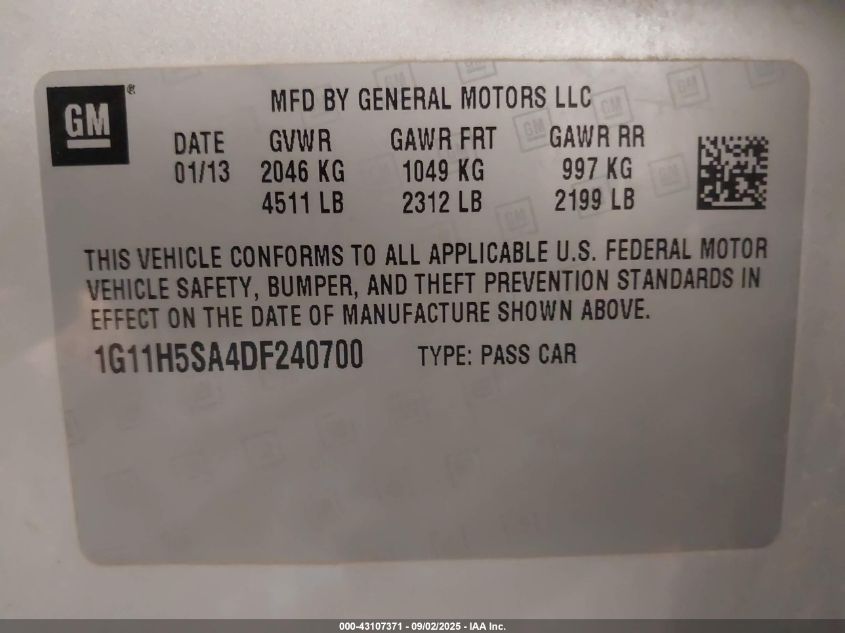 GM®
MFD BY GENERAL MOTORS LLC
DATE GVWR GAWR FRT GAWR RR
01/13 2046 KG 1049 KG 997 KG
4511 LB 2312 LB 2199 LB
THIS VEHICLE CONFORMS TO ALL APPLICABLE U.S. FEDERAL MOTOR
VEHICLE SAFETY, BUMPER, AND THEFT PREVENTION STANDARDS IN
EFFECT ON THE DATE OF MANUFACTURE SHOWN ABOVE.
1G11H5SA4DF240700 TYPE: PASS CAR
000-43107371 - 09/02/2025 - IAA Inc.